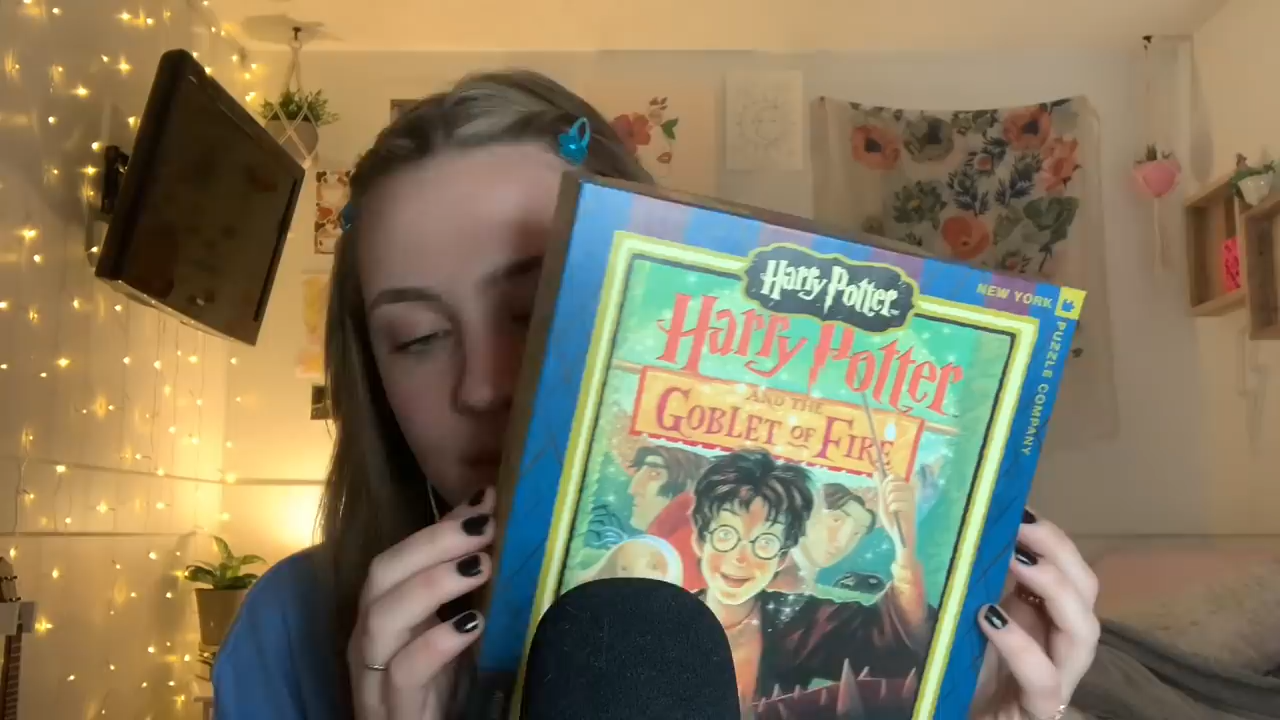 Harry Potter
NEW YORK
PUZZLE COMPANY
Harry Potter
AND THE
GOBLET OF FIRE